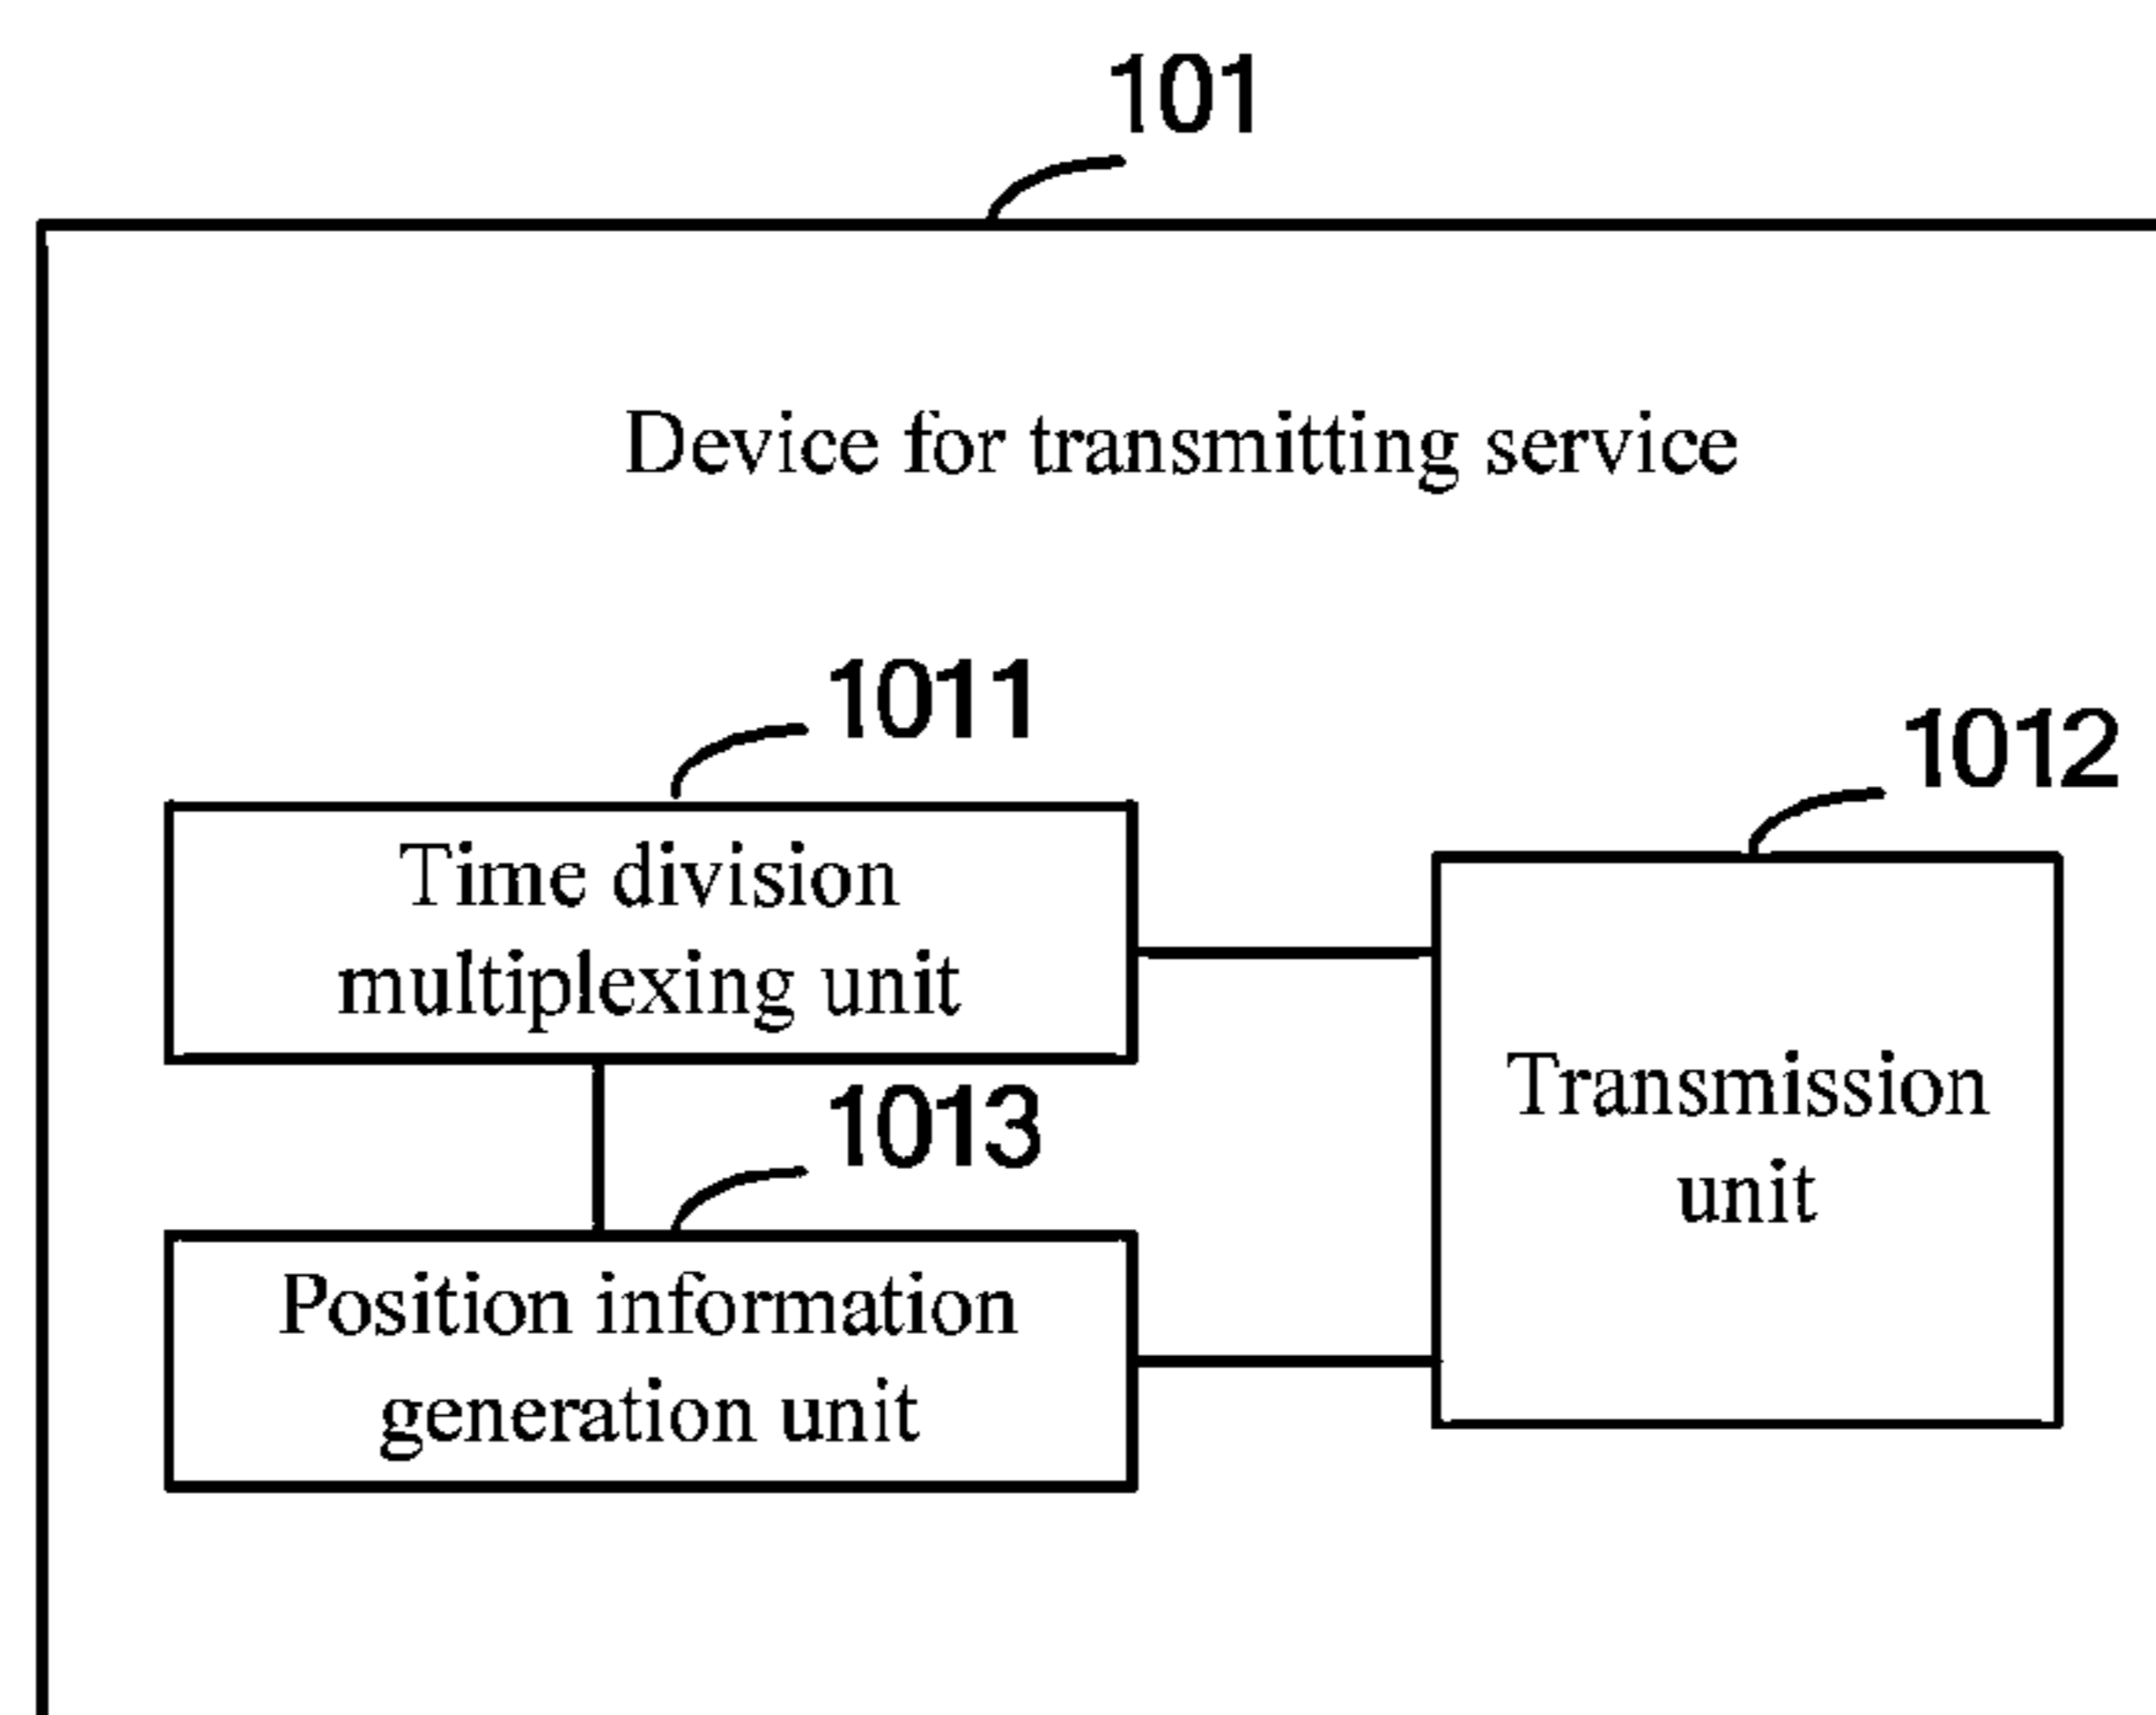 101
Device for transmitting service
1011
1012
Time division
multiplexing unit
Transmission
unit
1013
Position information
generation unit